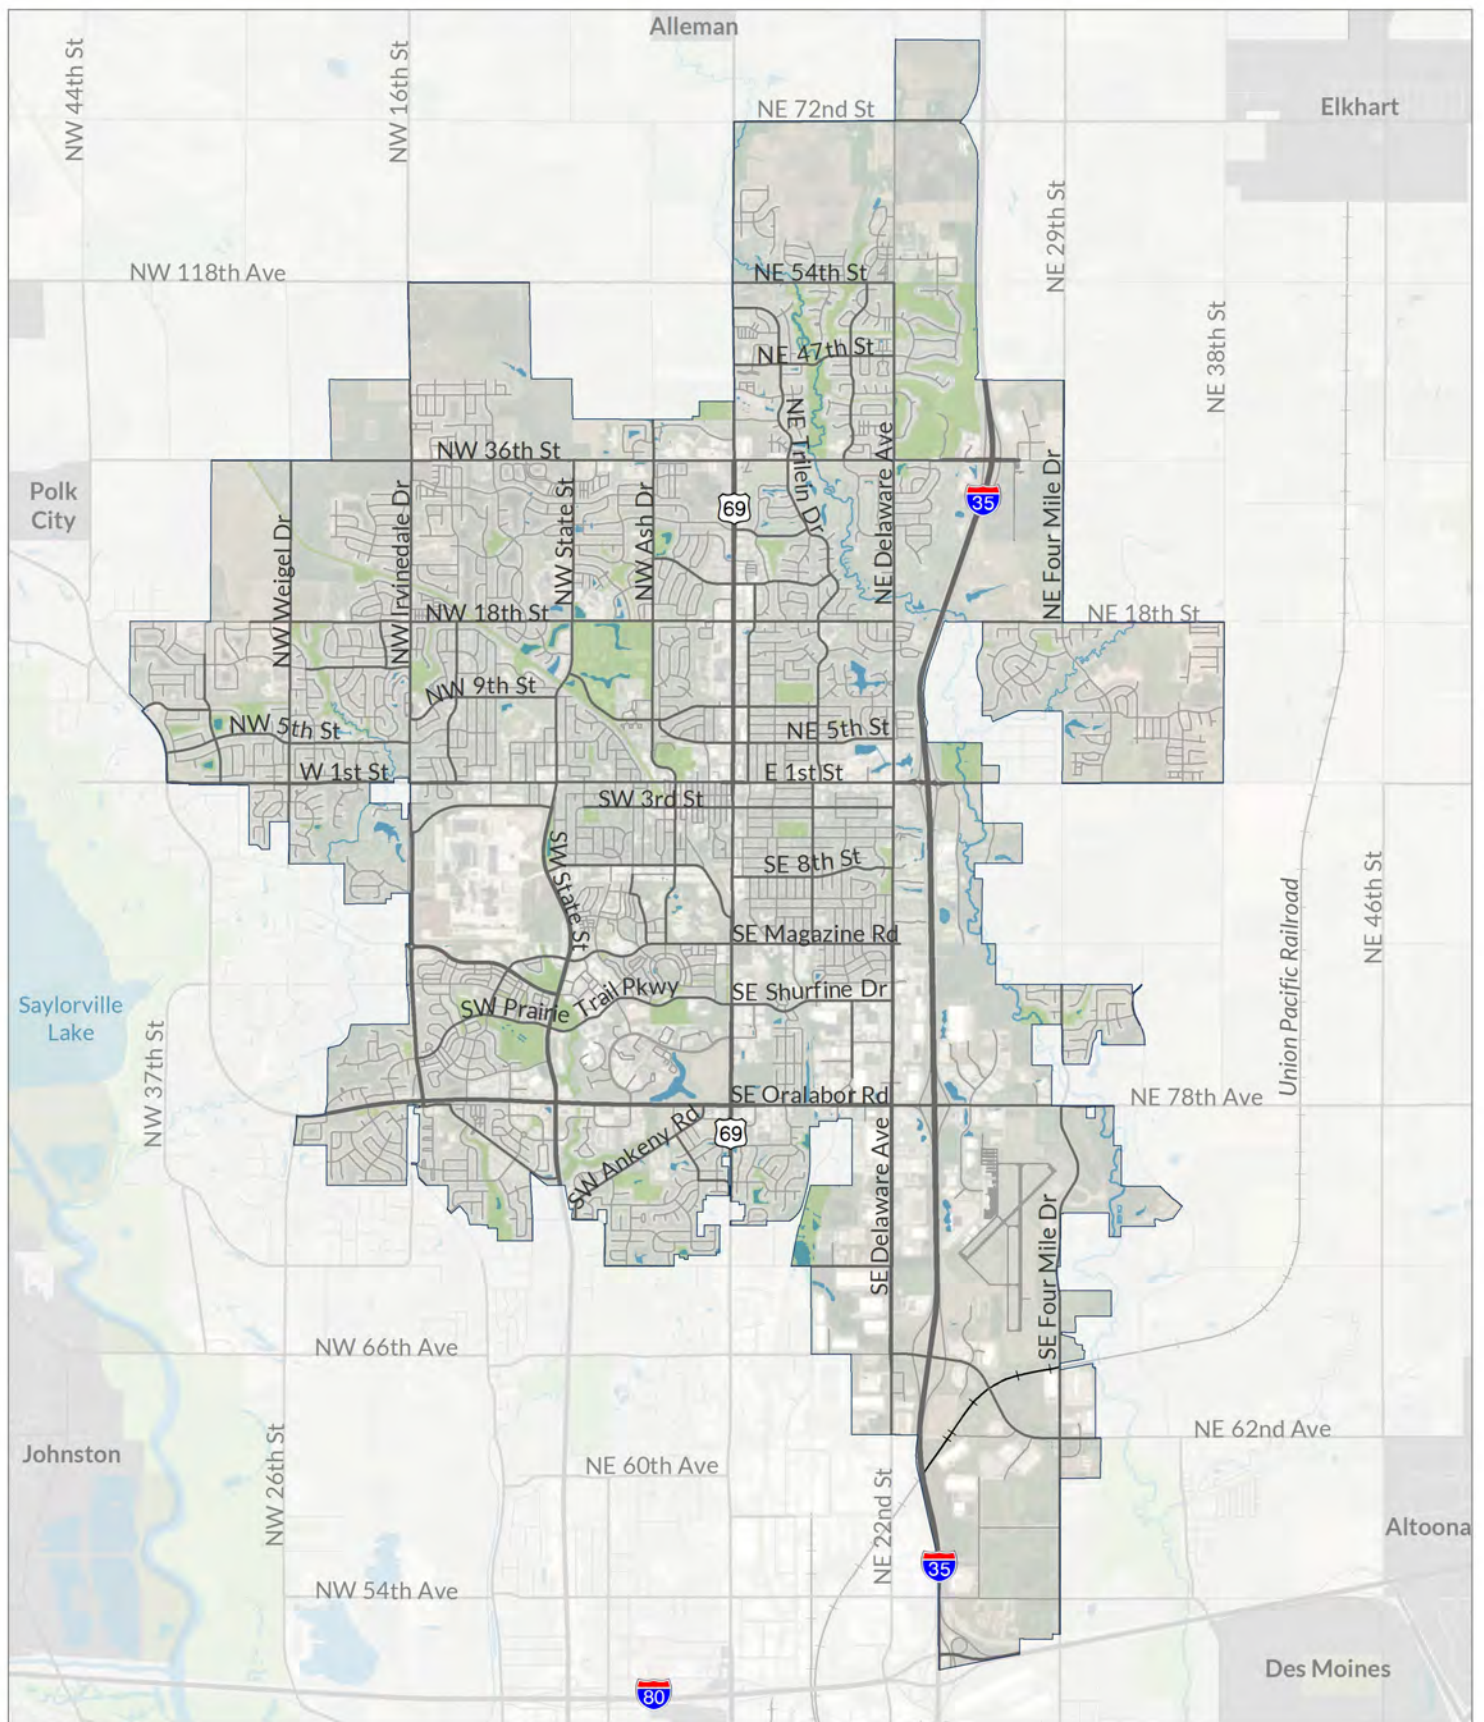 Alleman
NW 44th St
NW 16th St
NE 72nd St
Elkhart
NE 29th St
NW 118th Ave
NE 54th St
NE 38th St
NE 47th St
NE Trilein Dr
NE Delaware Ave
NW 36th St
Polk
City
NW Weigel Dr
NW Irvinedale Dr
NW State St
NW Ash Dr
69
35
NE Four Mile Dr
NW 18th St
NE 18th St
NW 9th St
NW 5th St
NE 5th St
W 1st St
E 1st St
SW 3rd St
SW State St
SE 8th St
NE 46th St
Union Pacific Railroad
SE Magazine Rd
SW Prairie Trail Pkwy
SE Shurfine Dr
Saylorville
Lake
NW 37th St
SE Oralabor Rd
NE 78th Ave
69
SW Ankeny Rd
SE Delaware Ave
SE Four Mile Dr
NW 66th Ave
NW 26th St
Johnston
NE 62nd Ave
NE 60th Ave
NE 22nd St
Altoona
35
NW 54th Ave
Des Moines
80